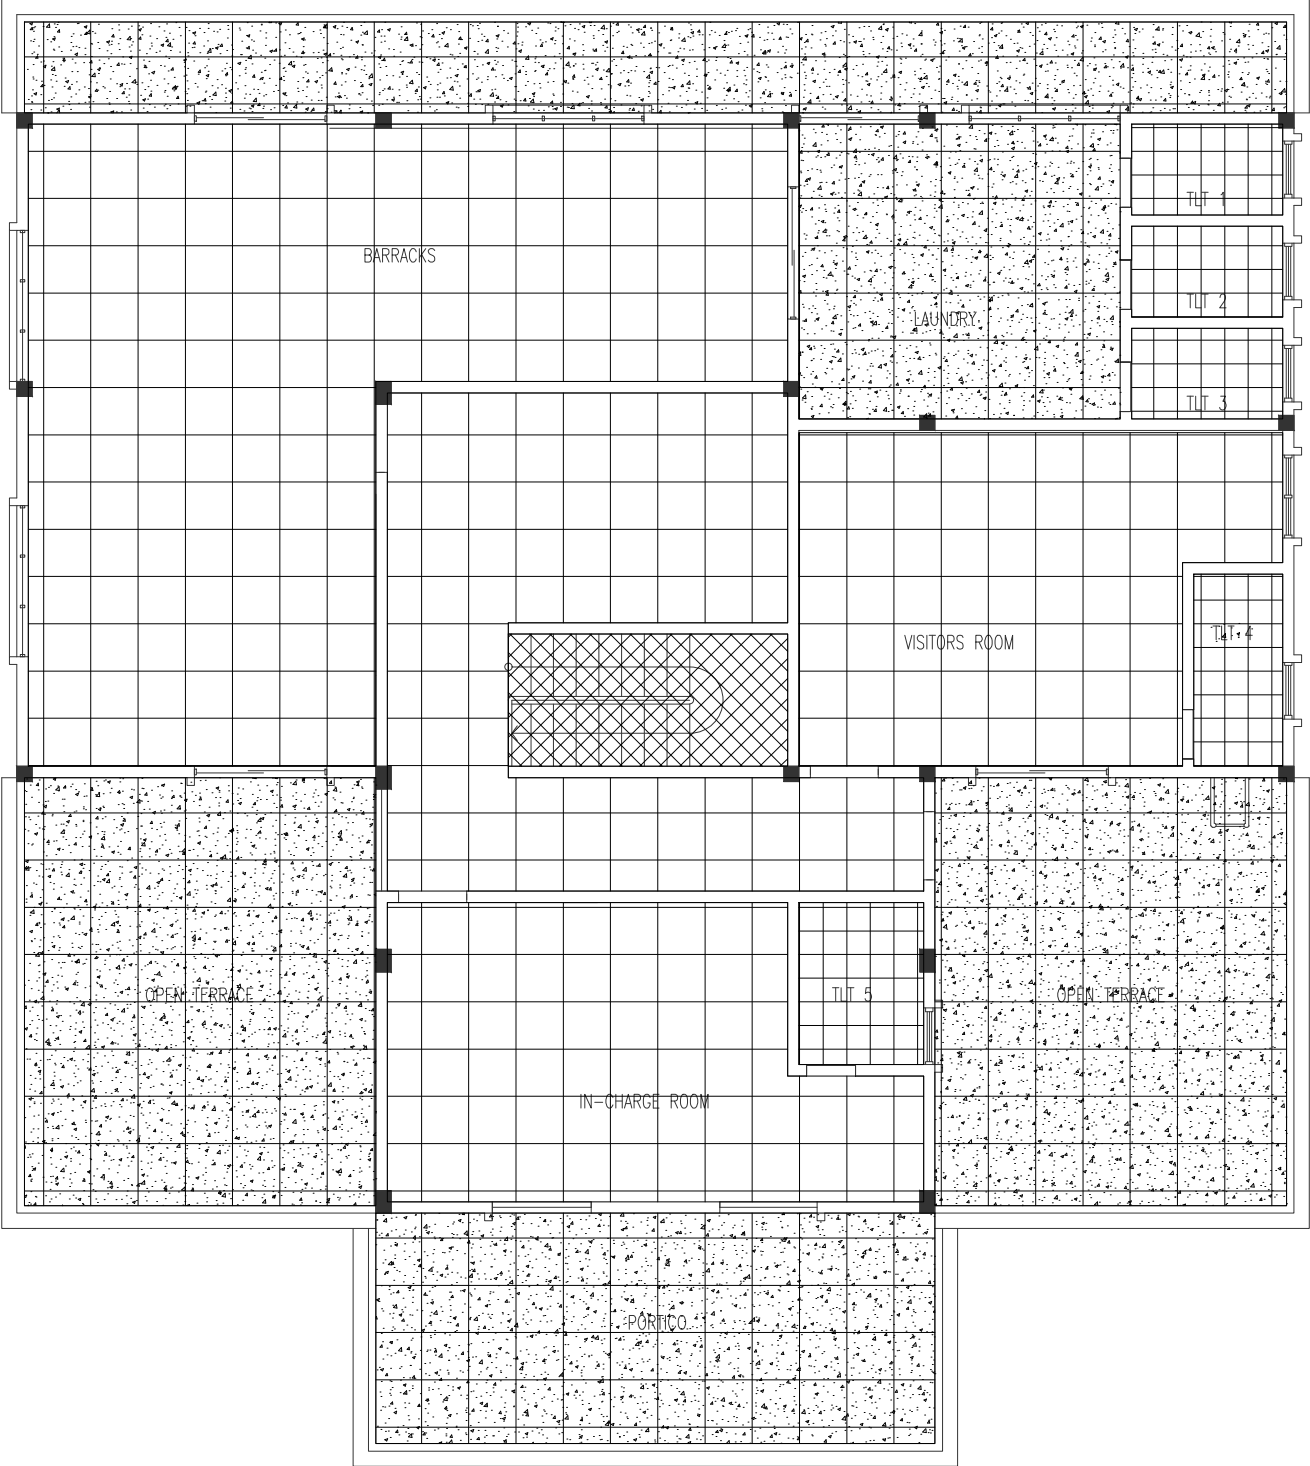 TLT 1
BARRACKS
TLT 2
LAUNDRY
TLT 3
TLT 4
VISITORS ROOM
OPEN TERRACE
TLT 5
OPEN TERRACE
IN-CHARGE ROOM
PORTICO